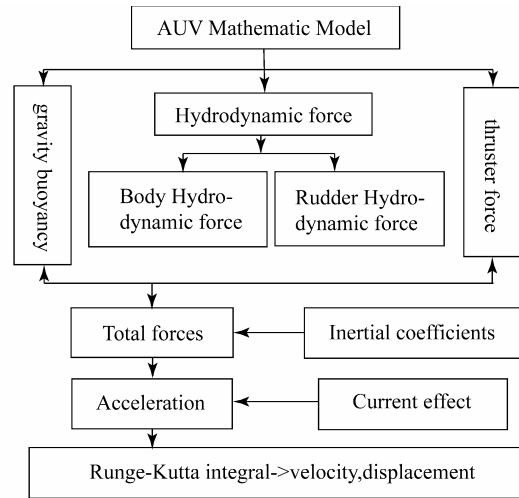 AUV Mathematic Model
gravity buoyancy
Hydrodynamic force
thruster force
Body Hydro-
dynamic force
Rudder Hydro-
dynamic force
Total forces
Inertial coefficients
Acceleration
Current effect
Runge-Kutta integral->velocity,displacement